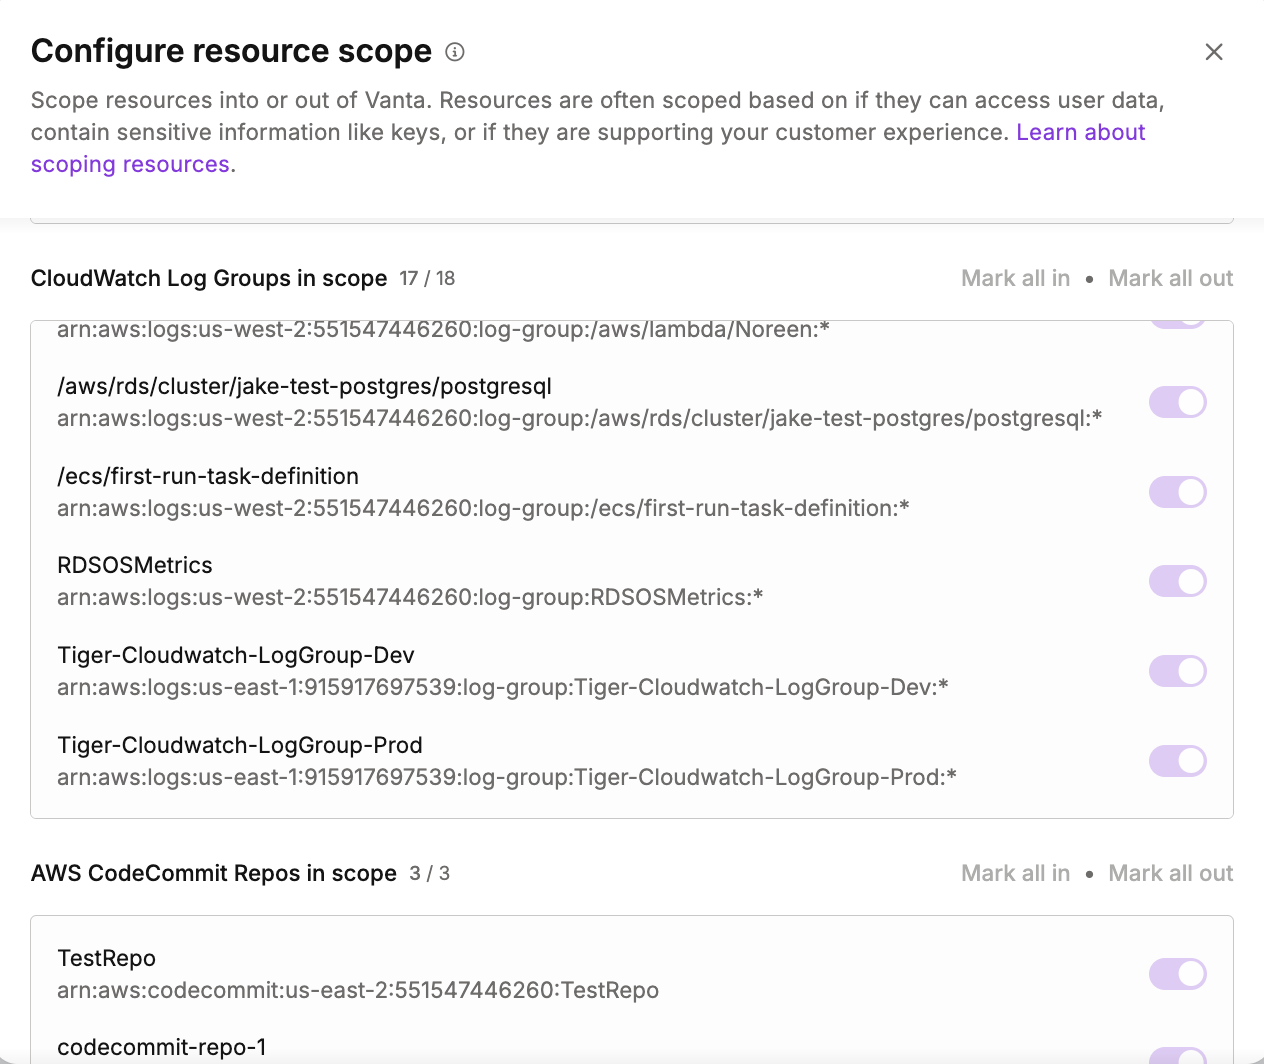 Configure resource scope
Scope resources into or out of Vanta. Resources are often scoped based on if they can access user data,
contain sensitive information like keys, or if they are supporting your customer experience. Learn about
scoping resources.
CloudWatch Log Groups in scope 17 / 18 Mark all in • Mark all out
arn:aws:logs:us-west-2:551547446260:log-group:/aws/lambda/Noreen:*
/aws/rds/cluster/jake-test-postgres/postgresql
arn:aws:logs:us-west-2:551547446260:log-group:/aws/rds/cluster/jake-test-postgres/postgresql:*
/ecs/first-run-task-definition
arn:aws:logs:us-west-2:551547446260:log-group:/ecs/first-run-task-definition:*
RDSOSMetrics
arn:aws:logs:us-west-2:551547446260:log-group:RDSOSMetrics:*
Tiger-Cloudwatch-LogGroup-Dev
arn:aws:logs:us-east-1:915917697539:log-group:Tiger-Cloudwatch-LogGroup-Dev:*
Tiger-Cloudwatch-LogGroup-Prod
arn:aws:logs:us-east-1:915917697539:log-group:Tiger-Cloudwatch-LogGroup-Prod:*
AWS CodeCommit Repos in scope 3 / 3 Mark all in • Mark all out
TestRepo
arn:aws:codecommit:us-east-2:551547446260:TestRepo
codecommit-repo-1